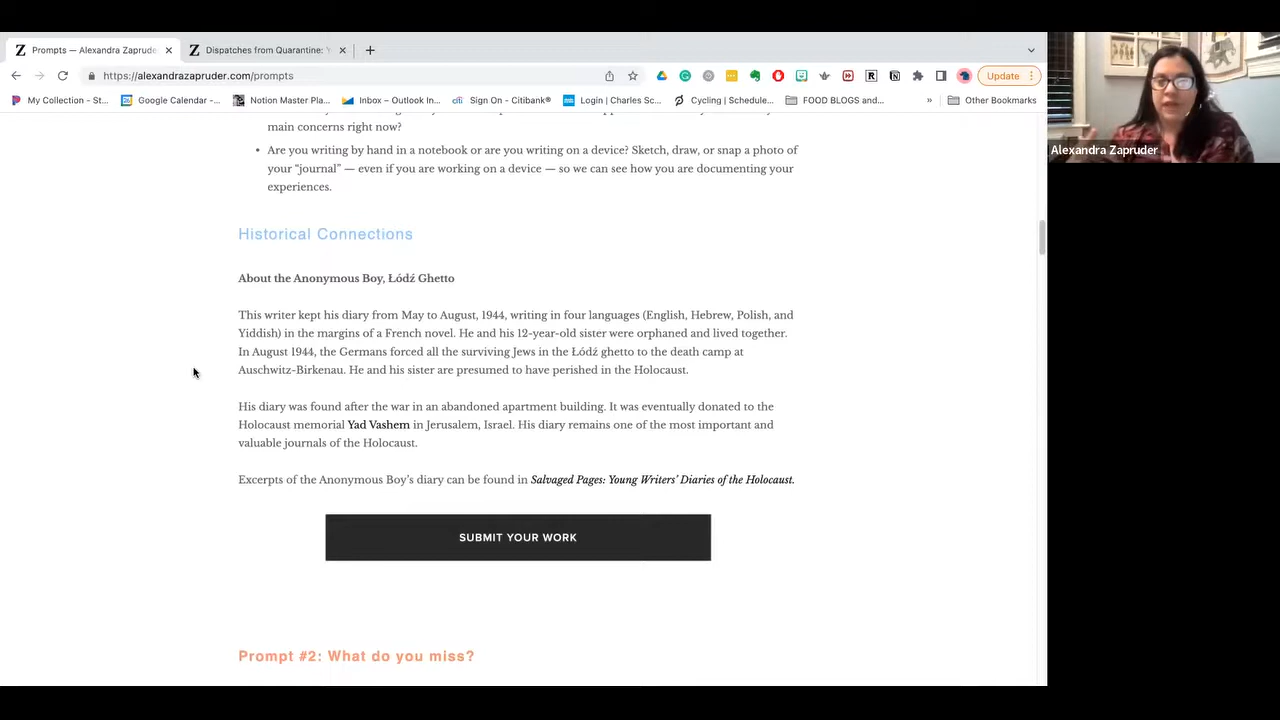 Prompts — Alexandra Zaprude
Dispatches from Quarantine:
https://alexandrazapruder.com/prompts
Update
My Collection - St...
Google Calendar -...
Notion Master Pla...
Inbox – Outlook In...
Sign On - Citibank®
Login | Charles Sc...
Cycling | Schedule...
FOOD BLOGS and...
»
Other Bookmarks
main concerns right now?
• Are you writing by hand in a notebook or are you writing on a device? Sketch, draw, or snap a photo of
your “journal” — even if you are working on a device — so we can see how you are documenting your
experiences.
Historical Connections
About the Anonymous Boy, Łódź Ghetto
This writer kept his diary from May to August, 1944, writing in four languages (English, Hebrew, Polish, and
Yiddish) in the margins of a French novel. He and his 12-year-old sister were orphaned and lived together.
In August 1944, the Germans forced all the surviving Jews in the Łódź ghetto to the death camp at
Auschwitz-Birkenau. He and his sister are presumed to have perished in the Holocaust.
His diary was found after the war in an abandoned apartment building. It was eventually donated to the
Holocaust memorial Yad Vashem in Jerusalem, Israel. His diary remains one of the most important and
valuable journals of the Holocaust.
Excerpts of the Anonymous Boy’s diary can be found in Salvaged Pages: Young Writers’ Diaries of the Holocaust.
SUBMIT YOUR WORK
Prompt #2: What do you miss?
Alexandra Zapruder